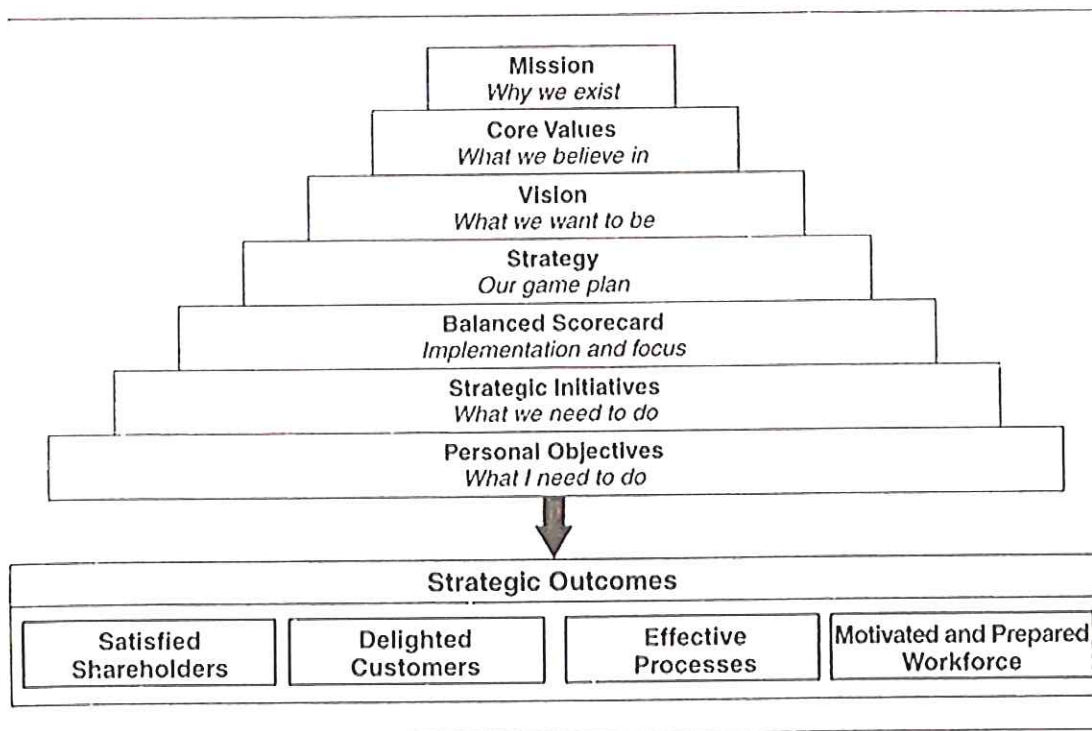 Mission
Why we exist
Core Values
What we believe in
Vision
What we want to be
Strategy
Our game plan
Balanced Scorecard
Implementation and focus
Strategic Initiatives
What we need to do
Personal Objectives
What I need to do
Strategic Outcomes
Satisfied
Shareholders
Delighted
Customers
Effective
Processes
Motivated and Prepared
Workforce